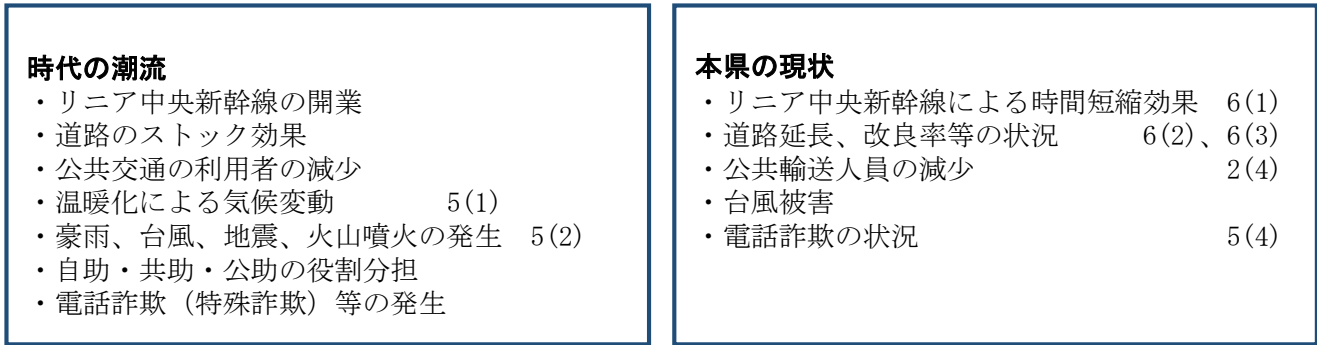 時代の潮流
・リニア中央新幹線の開業
・道路のストック効果
・公共交通の利用者の減少
・温暖化による気候変動 5(1)
・豪雨、台風、地震、火山噴火の発生 5(2)
・自助・共助・公助の役割分担
・電話詐欺（特殊詐欺）等の発生
本県の現状
・リニア中央新幹線による時間短縮効果 6(1)
・道路延長、改良率等の状況 6(2)、6(3)
・公共輸送人員の減少 2(4)
・台風被害
・電話詐欺の状況 5(4)